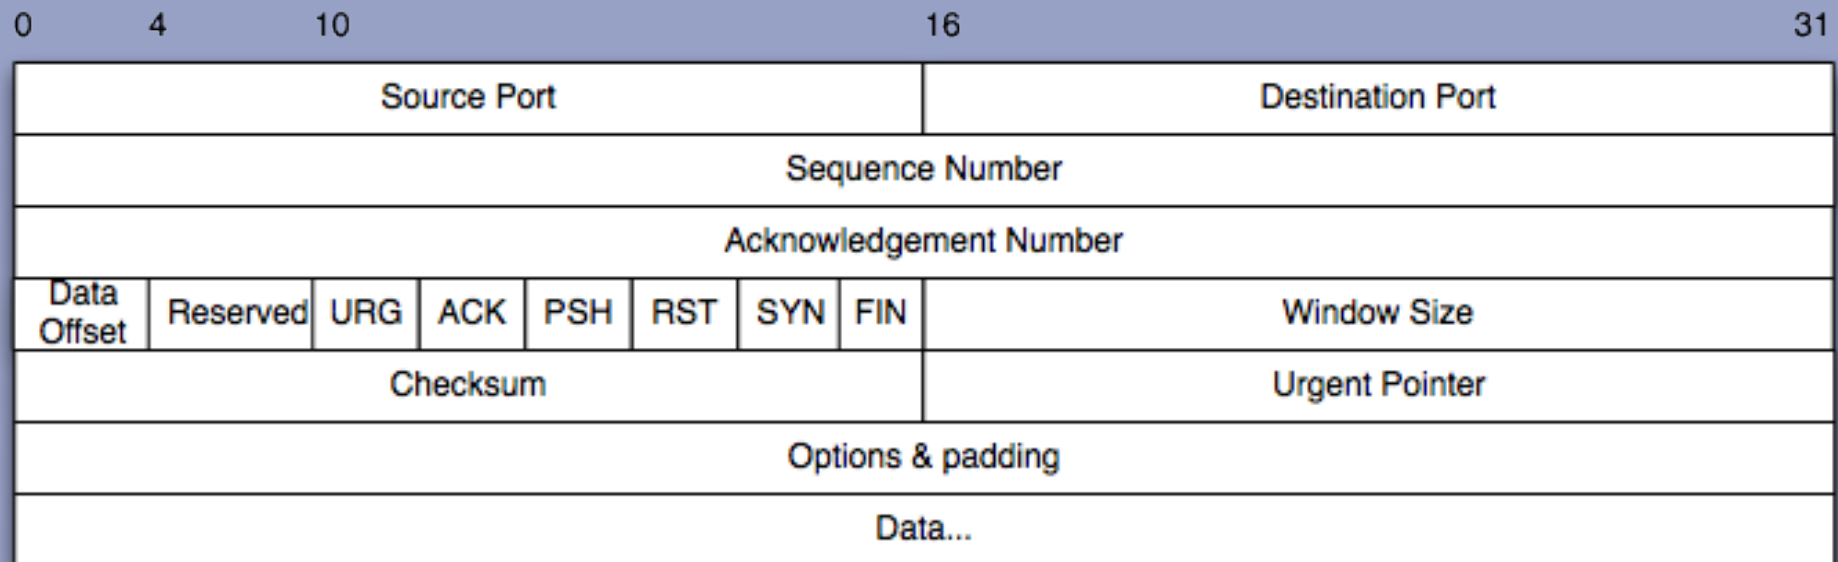 0 4 10 16 31
Source Port Destination Port
Sequence Number
Acknowledgement Number
Data
Offset Reserved URG ACK PSH RST SYN FIN Window Size
Checksum Urgent Pointer
Options & padding
Data...